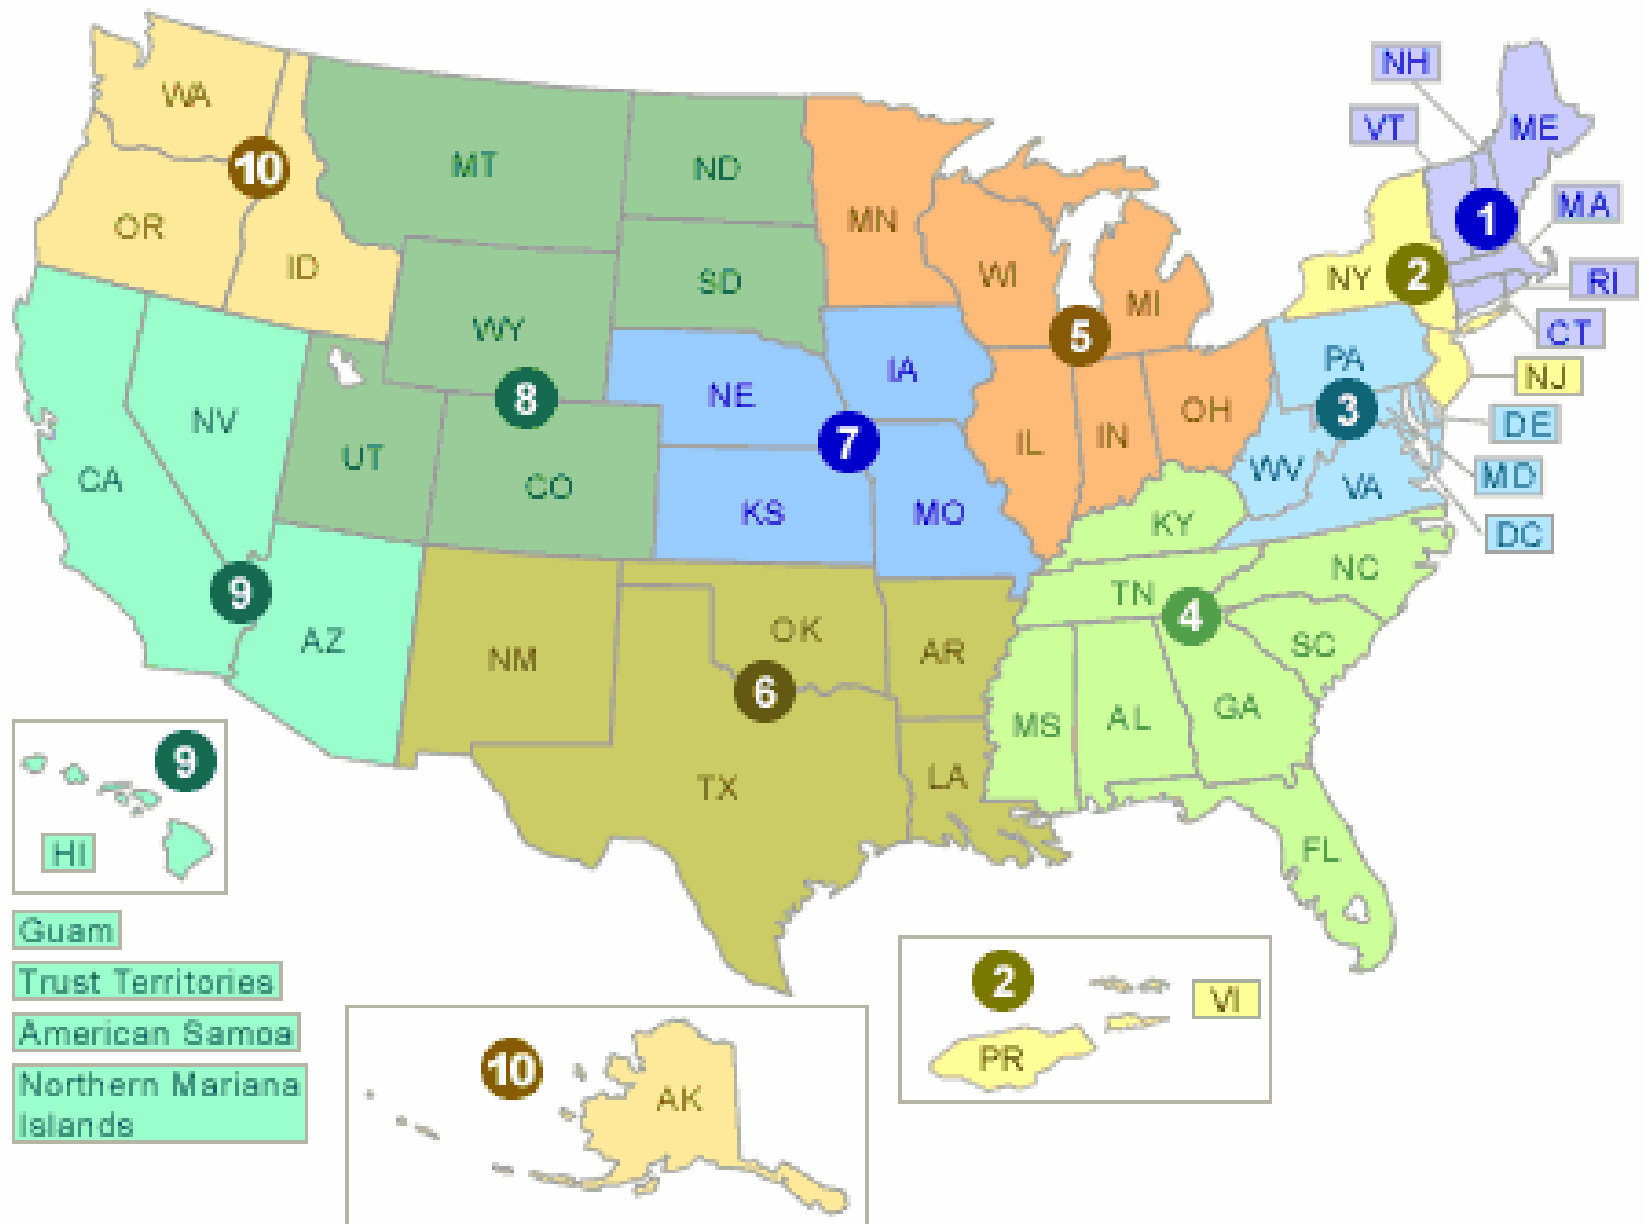 NH
VT
ME
WA
10
MT
ND
MN
1
MA
OR
ID
SD
WI
MI
NY
2
RI
WY
5
CT
PA
NJ
8
NE
IA
3
DE
NV
7
IL
IN
OH
CA
UT
CO
KS
MO
WV
VA
MD
KY
DC
9
AZ
NM
OK
AR
TN
4
NC
SC
6
TX
LA
MS
AL
GA
FL
9
HI
Guam
Trust Territories
American Samoa
Northern Mariana
Islands
10
AK
2
VI
PR